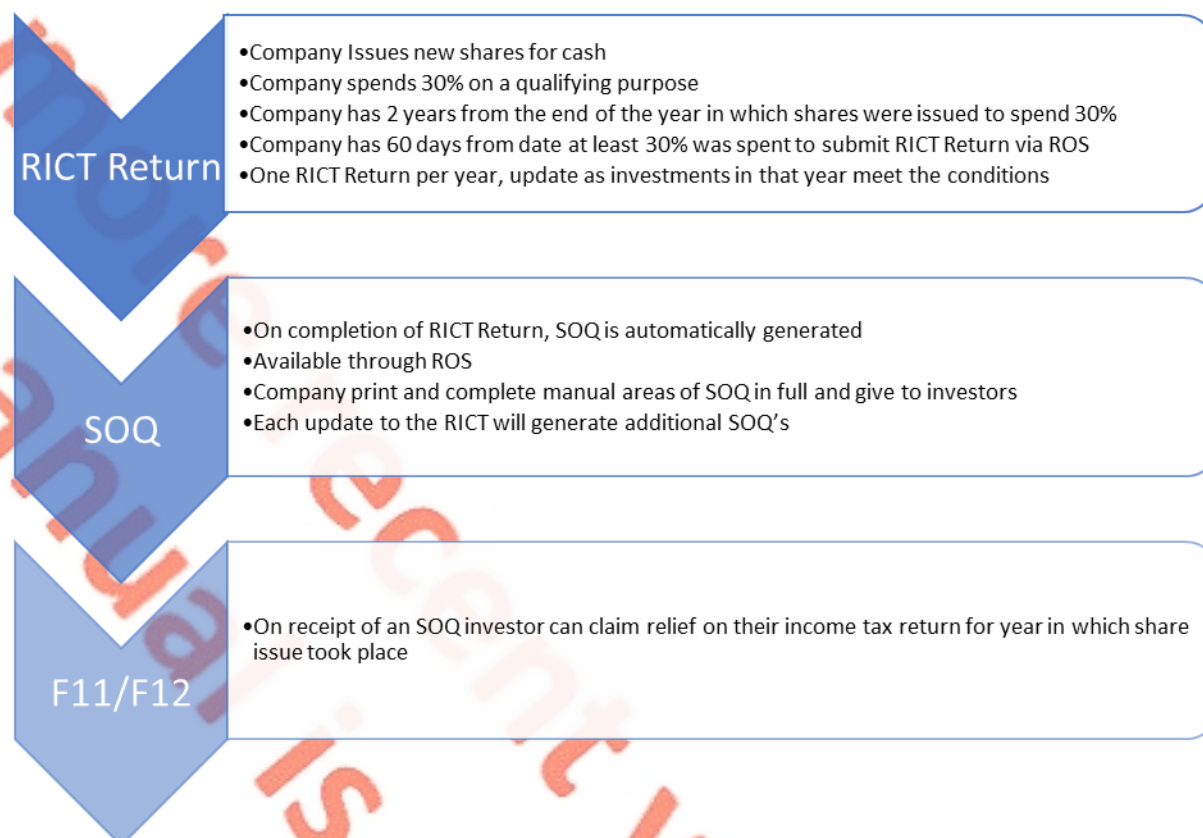 RICT Return
•Company Issues new shares for cash
•Company spends 30% on a qualifying purpose
•Company has 2 years from the end of the year in which shares were issued to spend 30%
•Company has 60 days from date at least 30% was spent to submit RICT Return via ROS
•One RICT Return per year, update as investments in that year meet the conditions
SOQ
•On completion of RICT Return, SOQ is automatically generated
•Available through ROS
•Company print and complete manual areas of SOQ in full and give to investors
•Each update to the RICT will generate additional SOQ’s
F11/F12
•On receipt of an SOQ investor can claim relief on their income tax return for year in which share
issue took place
more recent
manual is